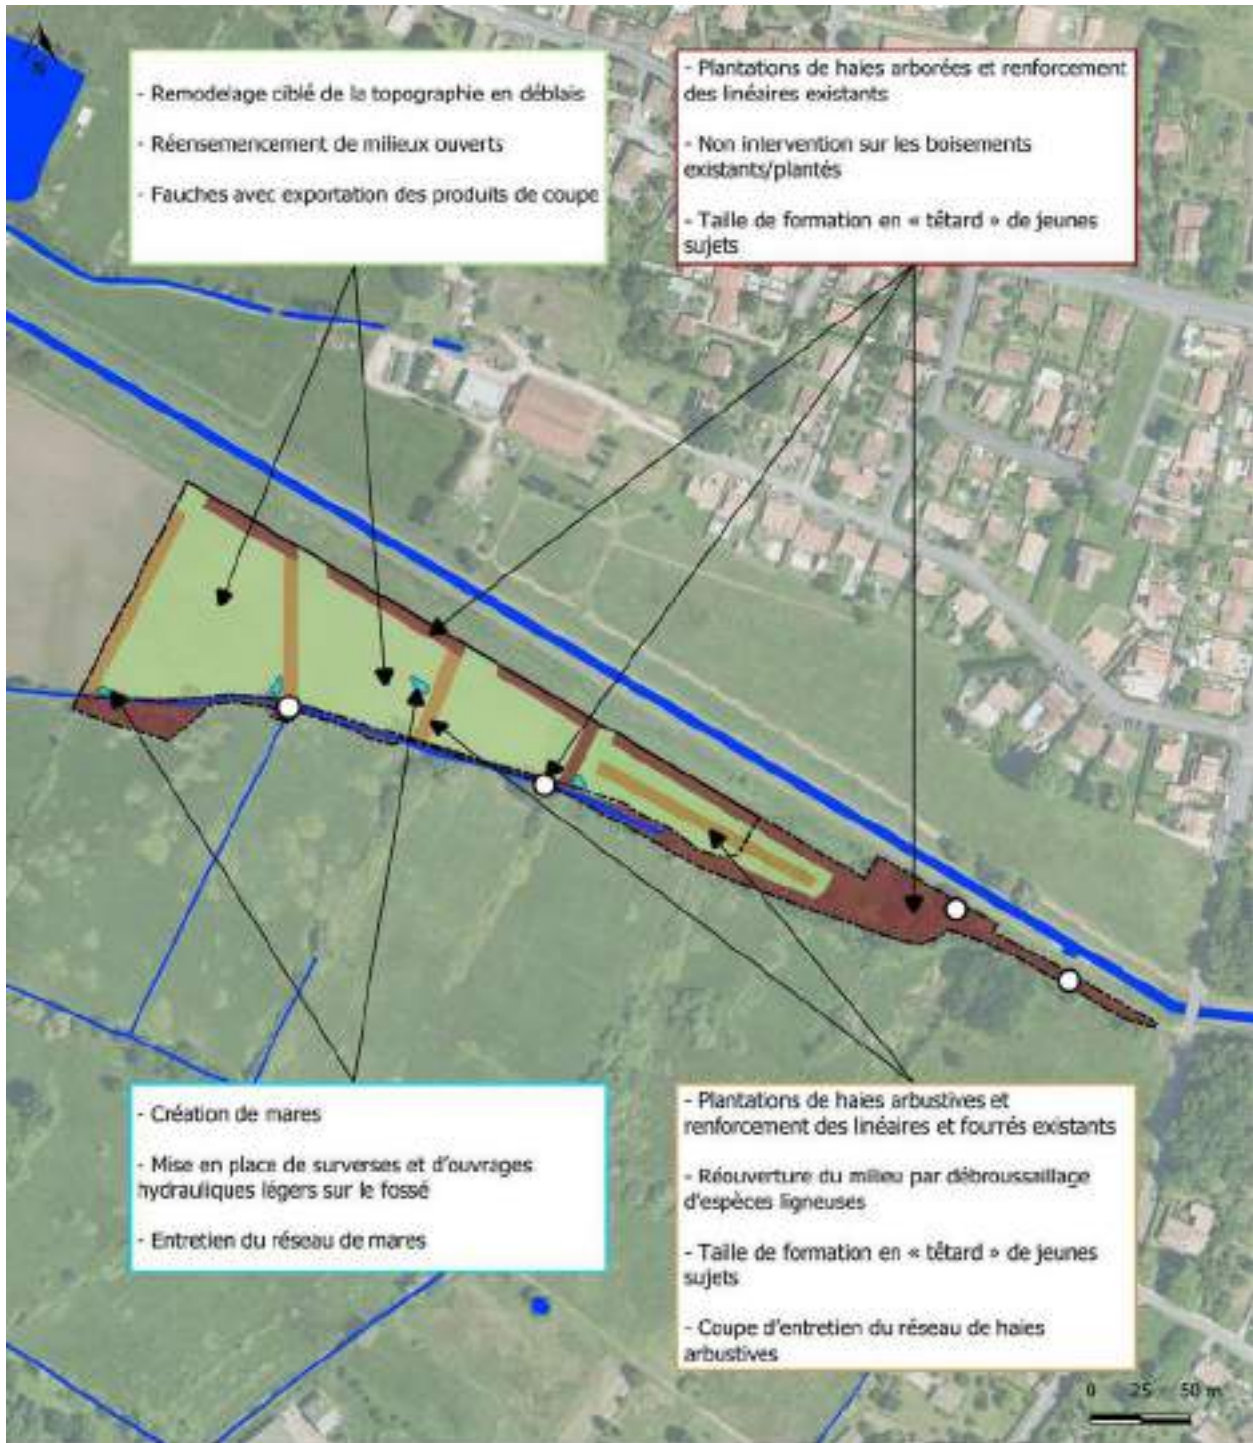 - Remodelage ciblé de la topographie en déblais
- Réensemencement de milieux ouverts
- Fauches avec exportation des produits de coupe
- Plantations de haies arborées et renforcement
des linéaires existants
- Non intervention sur les boisements
existants/plantés
- Taille de formation en « têtard » de jeunes
sujets
- Création de mares
- Mise en place de surverses et d'ouvrages
hydrauliques légers sur le fossé
- Entretien du réseau de mares
- Plantations de haies arbustives et
renforcement des linéaires et fourrés existants
- Réouverture du milieu par débroussaillage
d'espèces ligneuses
- Taille de formation en « têtard » de jeunes
sujets
- Coupe d'entretien du réseau de haies
arbustives
0 25 50 m